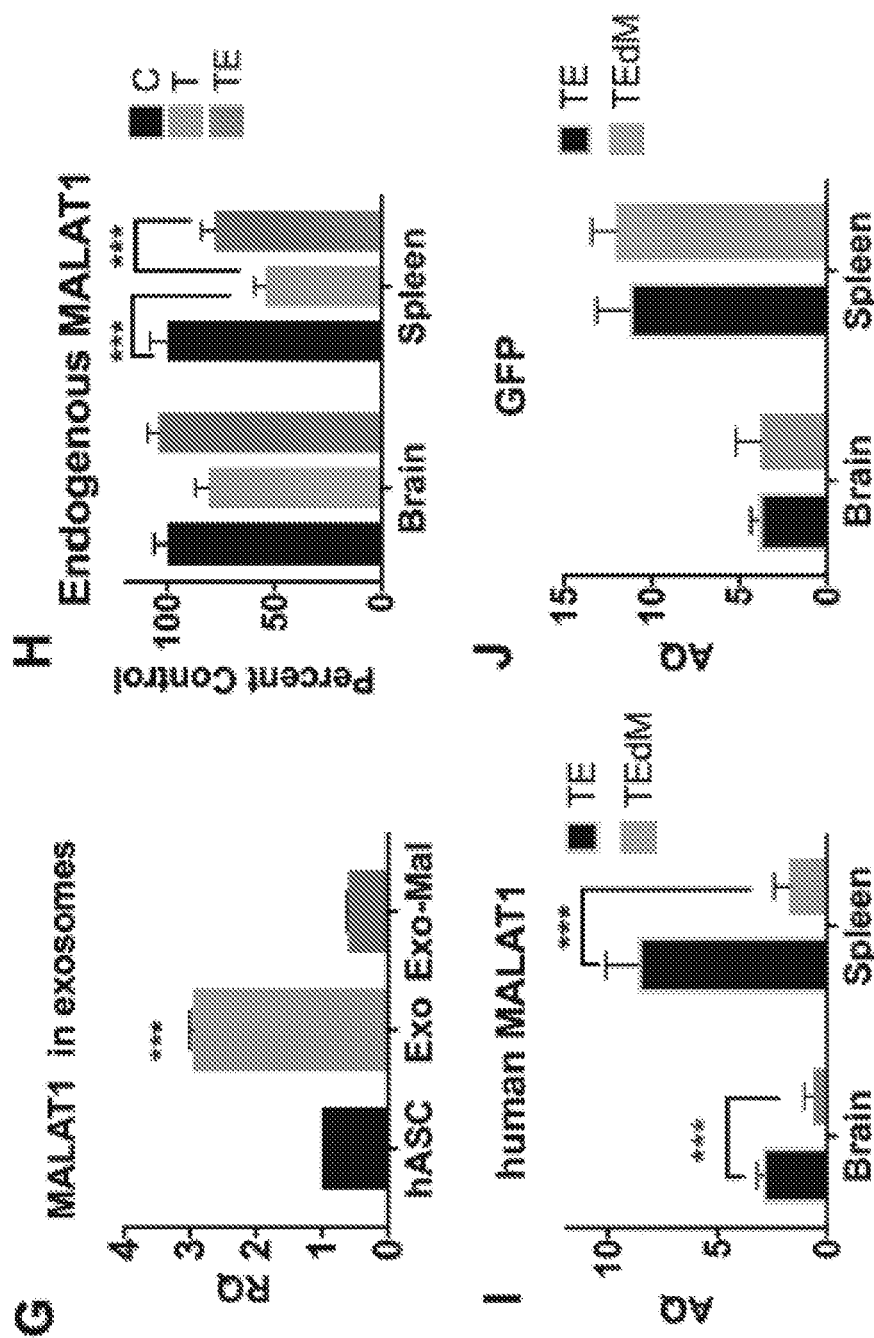 G
MALAT1 in exosomes
***
RQ
4
3
2
1
0
hASC Exo Exo-Mal
H
Endogenous MALAT1
C
T
TE
*** ***
Percent Control
100
50
0
Brain Spleen
I
human MALAT1
TE
TEdM
***
***
AQ
10
5
0
Brain Spleen
J
GFP
TE
TEdM
AQ
15
10
5
0
Brain Spleen